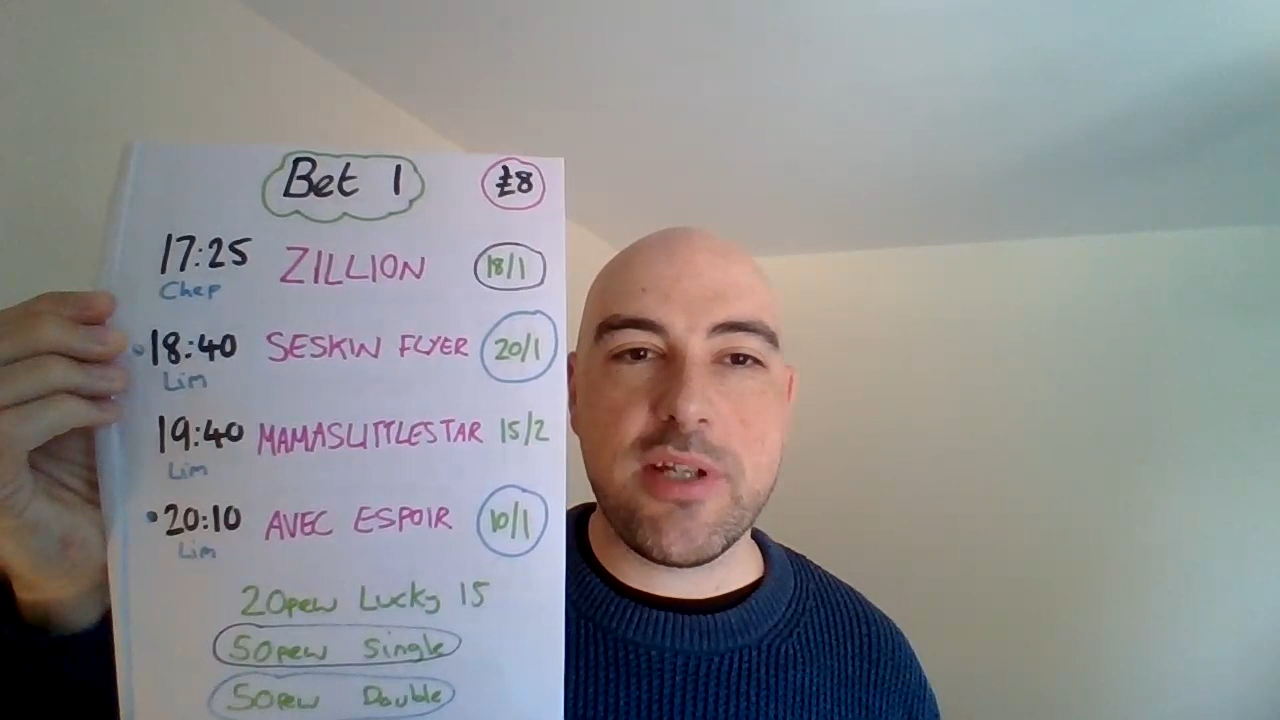 Bet 1 £8
17:25 ZILLION 18/1
Chep
18:40 SESKIN FLYER 20/1
Lim
19:40 MAMASLITTLESTAR 15/2
Lim
20:10 AVEC ESPOIR 10/1
Lim
20pew Lucky 15
50pew Single
50pew Double